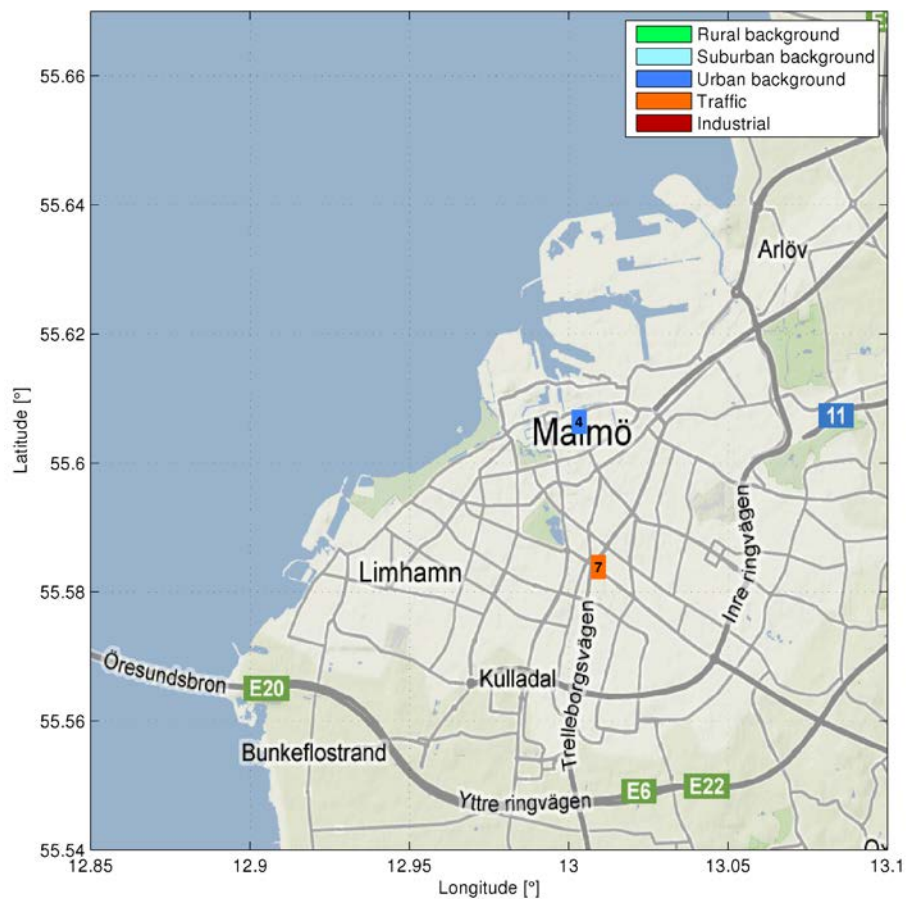 Rural background
Suburban background
Urban background
Traffic
Industrial
55.66
55.64
55.62
55.6
55.58
55.56
55.54
Latitude [°]
Arlöv
11
4
Malmö
7
Limhamn
Inre ringvägen
Trelleborgsvägen
Kulladal
Öresundsbron
E20
Bunkeflostrand
Yttre ringvägen
E6
E22
12.85
12.9
12.95
13
13.05
13.1
Longitude [°]